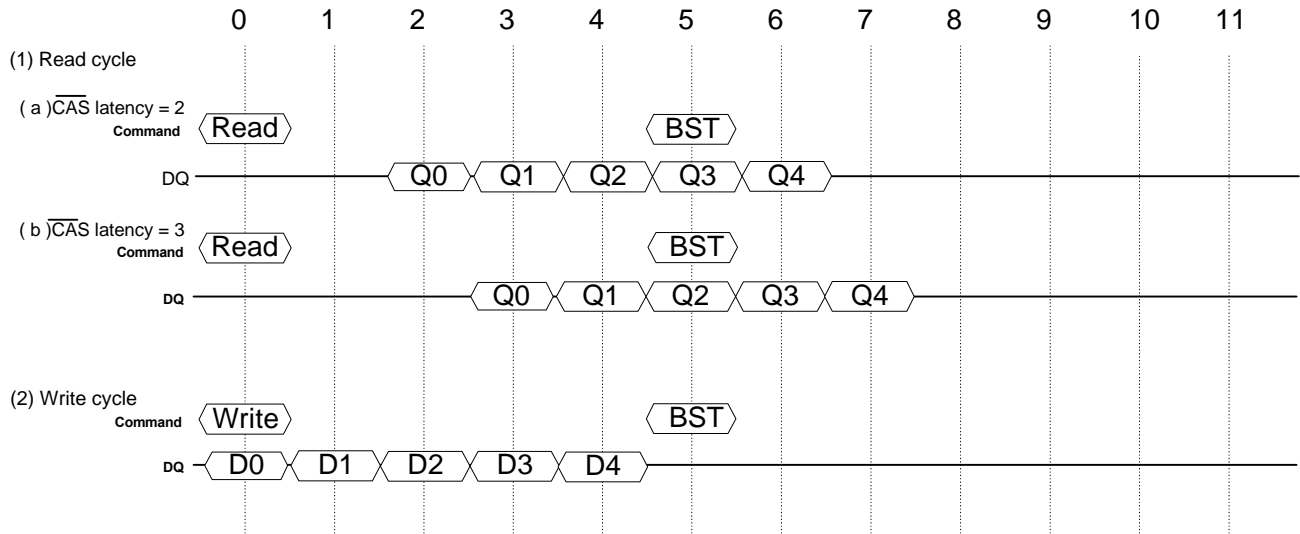 0 1 2 3 4 5 6 7 8 9 10 11
(1) Read cycle
( a )CAS latency = 2
Command Read BST
DQ Q0 Q1 Q2 Q3 Q4
( b )CAS latency = 3
Command Read BST
DQ Q0 Q1 Q2 Q3 Q4
(2) Write cycle
Command Write BST
DQ D0 D1 D2 D3 D4